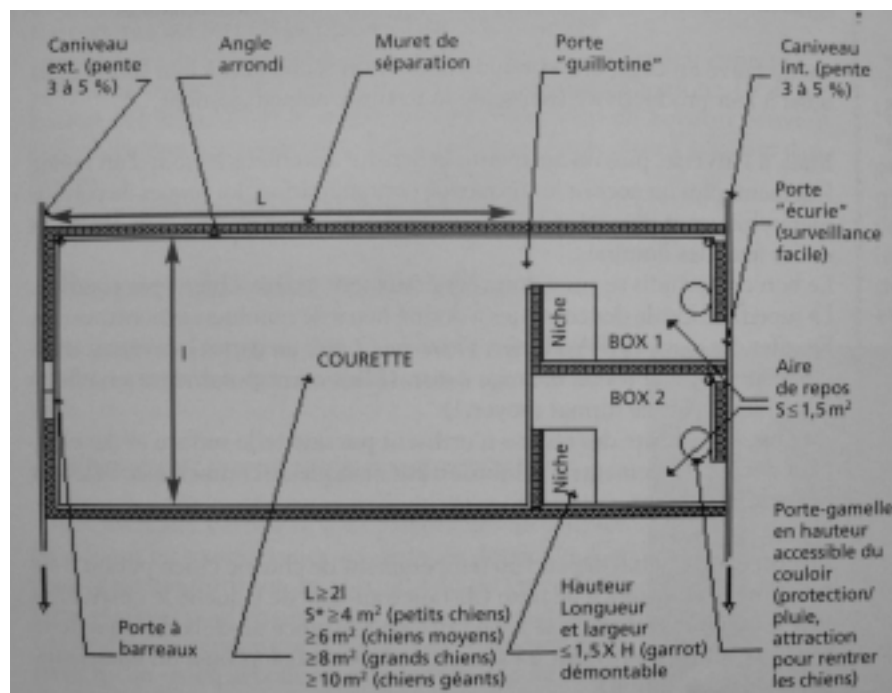 Caniveau
ext. (pente
3 à 5 %)
Angle
arrondi
Muret de
séparation
Porte
"guillotine"
Caniveau
int. (pente
3 à 5 %)
L
Porte
"écurie"
(surveillance
facile)
l
COURETTE
Niche
BOX 1
BOX 2
Niche
Aire
de repos
S≤1,5 m²
Porte à
barreaux
L≥2l
S*≥4 m² (petits chiens)
≥6 m² (chiens moyens)
≥8 m² (grands chiens)
≥10 m² (chiens géants)
Hauteur
Longueur
et largeur
≤1,5 X H (garrot)
démontable
Porte-gamelle
en hauteur
accessible du
couloir
(protection/
pluie,
attraction
pour rentrer
les chiens)